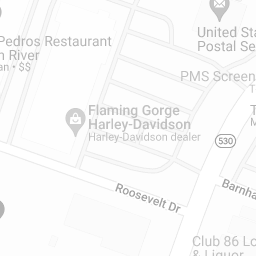 United Sta
Postal Se
Pedros Restaurant
n River
an • $$
PMS Screen
Flaming Gorge
Harley-Davidson
Harley-Davidson dealer
530
Roosevelt Dr
Barnha
Club 86 Lo
& Liquor